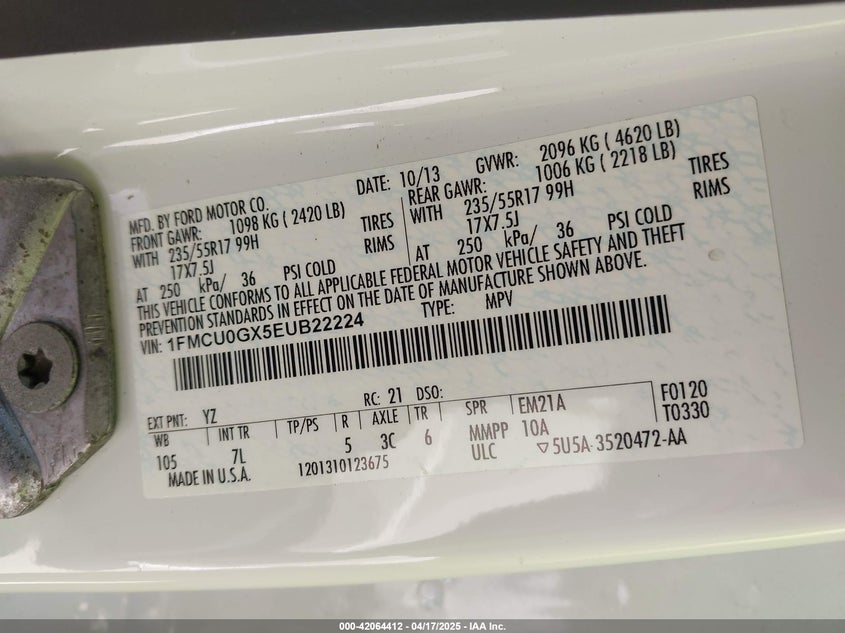 MFD. BY FORD MOTOR CO.
DATE: 10/13
GVWR: 2096 KG ( 4620 LB)
FRONT GAWR: 1098 KG ( 2420 LB)
REAR GAWR: 1006 KG ( 2218 LB)
WITH 235/55R17 99H TIRES
WITH 235/55R17 99H TIRES
17X7.5J RIMS
17X7.5J RIMS
AT 250 kPa/ 36 PSI COLD
AT 250 kPa/ 36 PSI COLD
THIS VEHICLE CONFORMS TO ALL APPLICABLE FEDERAL MOTOR VEHICLE SAFETY AND THEFT
PREVENTION STANDARDS IN EFFECT ON THE DATE OF MANUFACTURE SHOWN ABOVE.
VIN: 1FMCU0GX5EUB22224
TYPE: MPV
EXT PNT: YZ RC: 21 DSO:
WB INT TR TP/PS R AXLE TR SPR EM21A F0120
105 7L 5 3C 6 MMPP 10A T0330
MADE IN U.S.A. 1201310123675 ULC ▽5U5A-3520472-AA
000-42064412 - 04/17/2025 - IAA Inc.